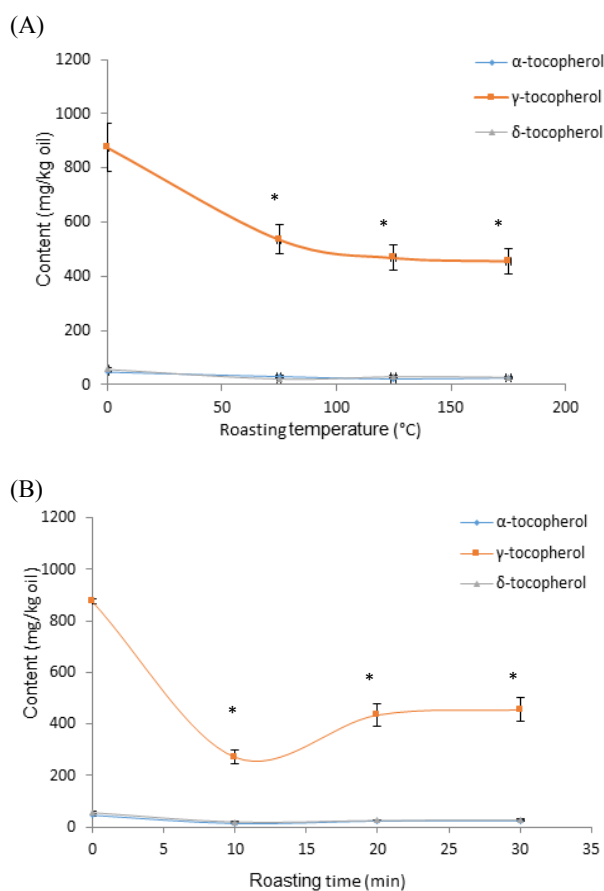 (A)
1200
1000
800
600
400
200
0
Content (mg/kg oil)
α-tocopherol
γ-tocopherol
δ-tocopherol
* * *
0 50 100 150 200
Roasting temperature (°C)
(B)
1200
1000
800
600
400
200
0
Content (mg/kg oil)
α-tocopherol
γ-tocopherol
δ-tocopherol
* * *
0 5 10 15 20 25 30 35
Roasting time (min)